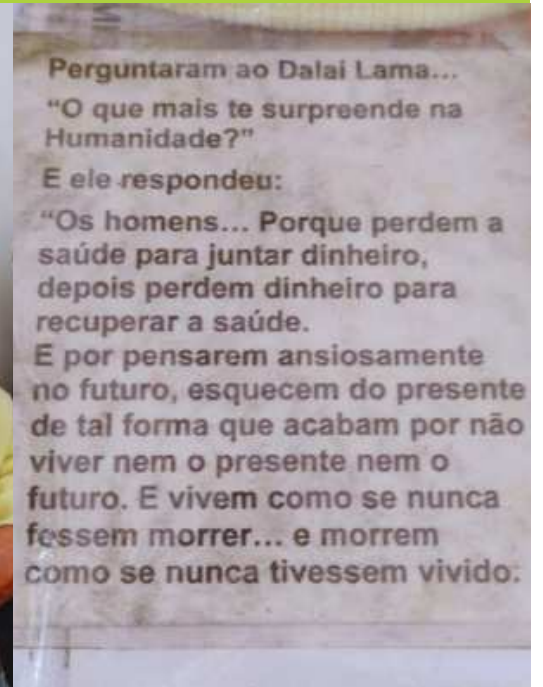 Perguntaram ao Dalai Lama...
“O que mais te surpreende na
Humanidade?”
E ele respondeu:
“Os homens... Porque perdem a
saúde para juntar dinheiro,
depois perdem dinheiro para
recuperar a saúde.
E por pensarem ansiosamente
no futuro, esquecem do presente
de tal forma que acabam por não
viver nem o presente nem o
futuro. E vivem como se nunca
fossem morrer... e morrem
como se nunca tivessem vivido.